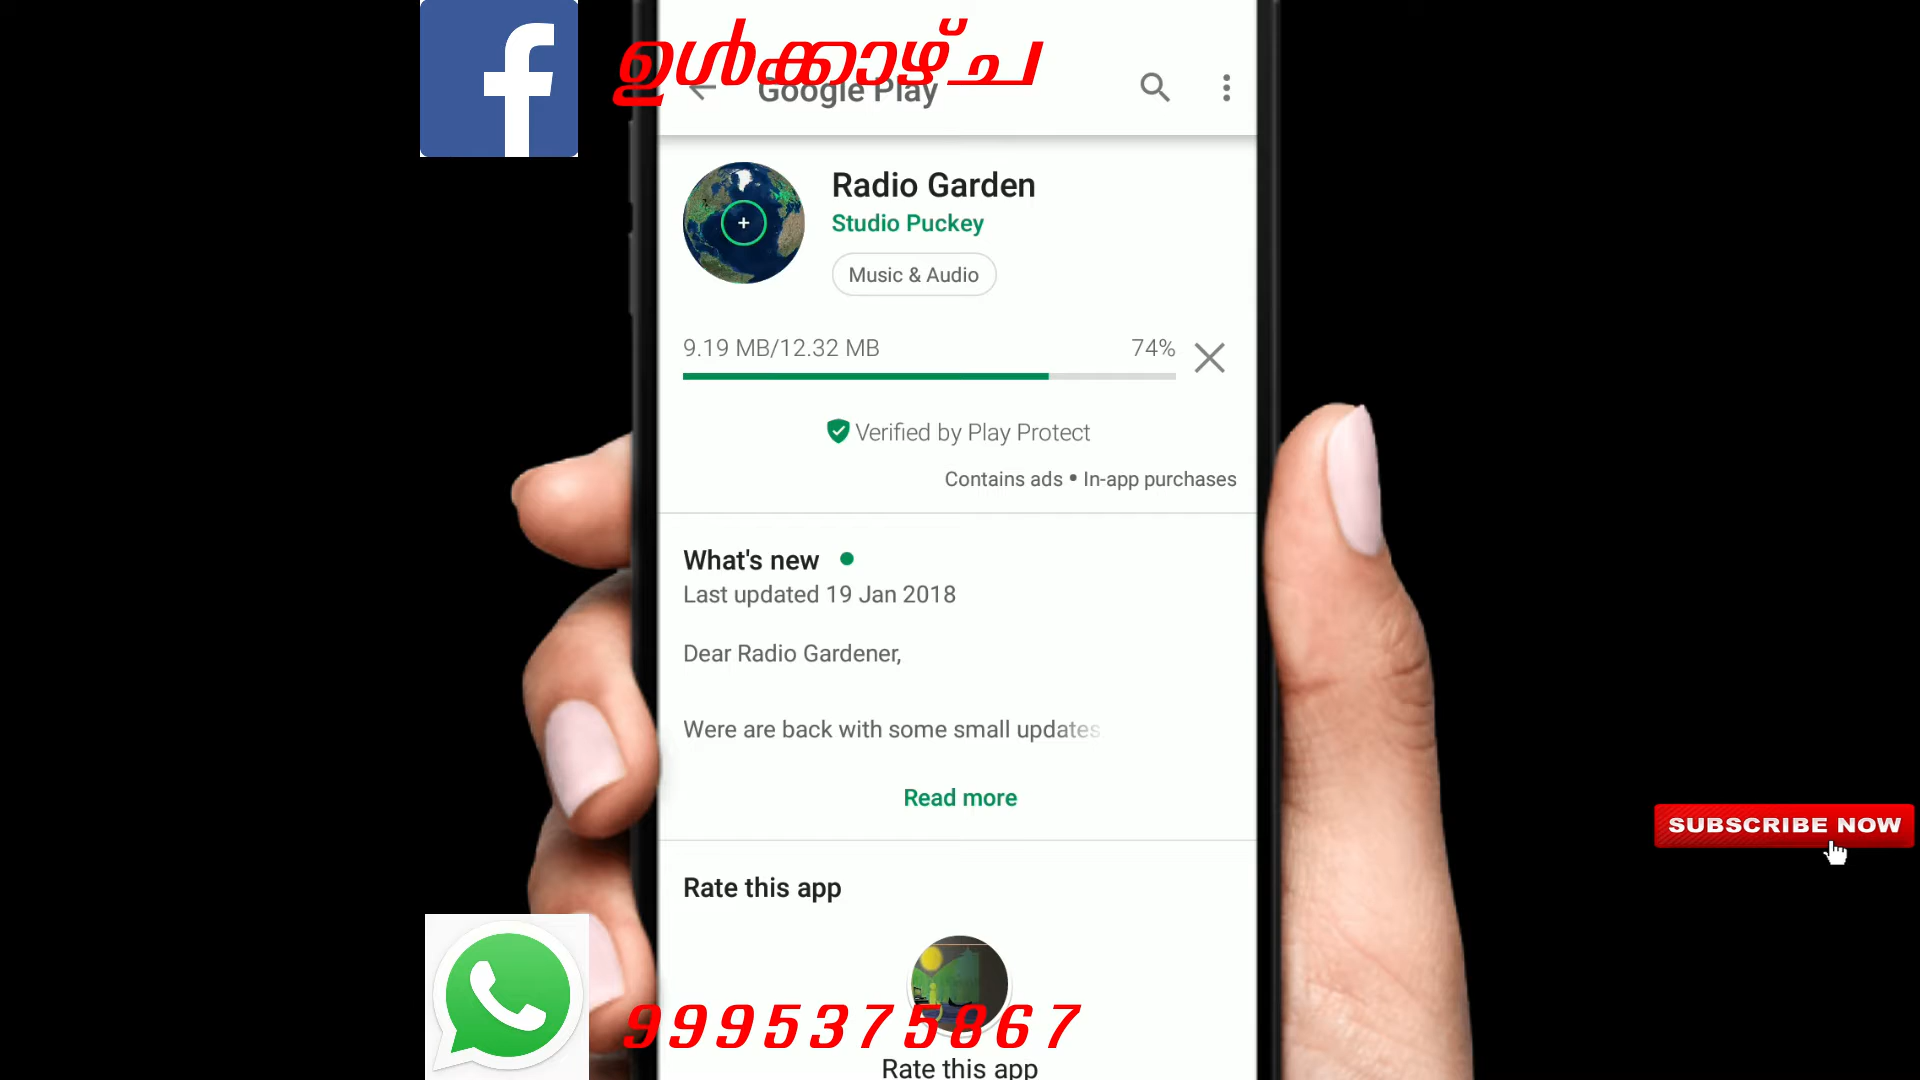 ഉൾക്കാഴ്ച
Google Play
Radio Garden
Studio Puckey
Music & Audio
9.19 MB/12.32 MB 74%
Verified by Play Protect
Contains ads • In-app purchases
What's new
Last updated 19 Jan 2018
Dear Radio Gardener,
Were are back with some small updates
Read more
SUBSCRIBE NOW
Rate this app
9995375867
Rate this app